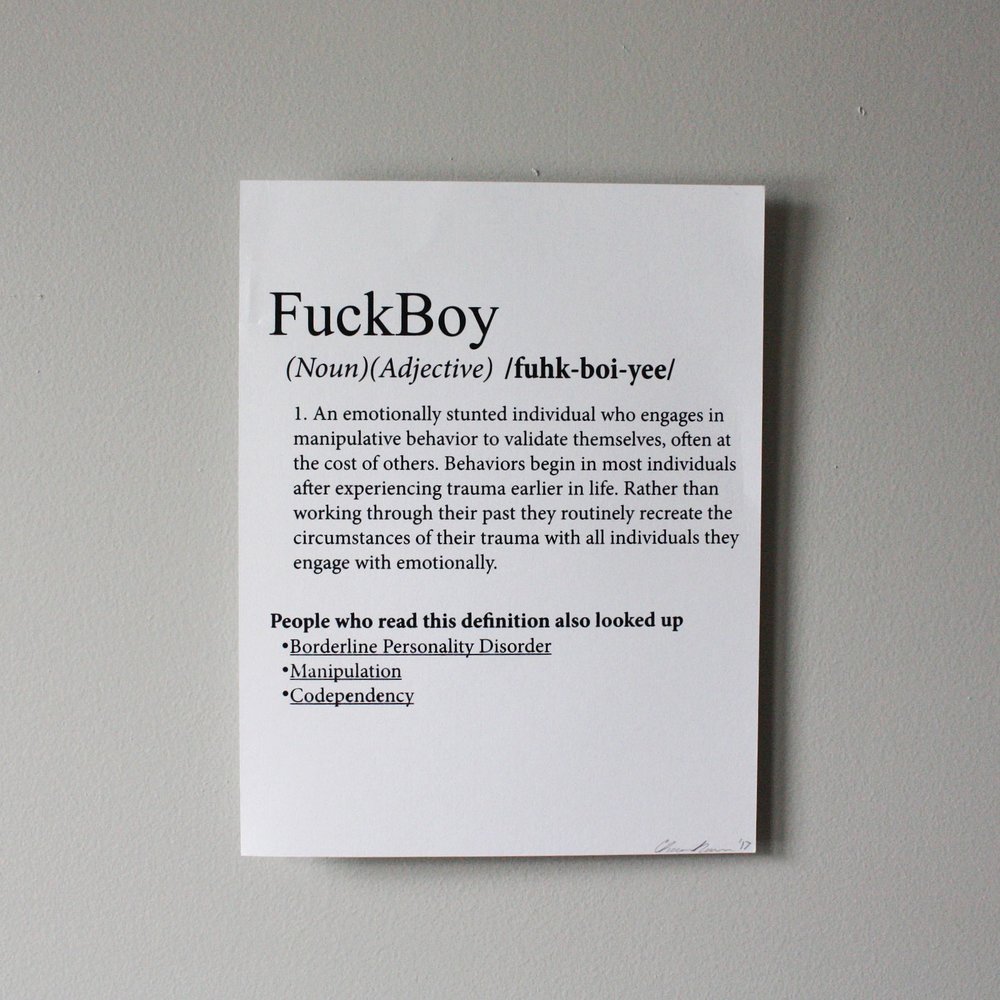 FuckBoy
(Noun)(Adjective) /fuhk-boi-yee/
1. An emotionally stunted individual who engages in
manipulative behavior to validate themselves, often at
the cost of others. Behaviors begin in most individuals
after experiencing trauma earlier in life. Rather than
working through their past they routinely recreate the
circumstances of their trauma with all individuals they
engage with emotionally.
People who read this definition also looked up
•Borderline Personality Disorder
•Manipulation
•Codependency
'17